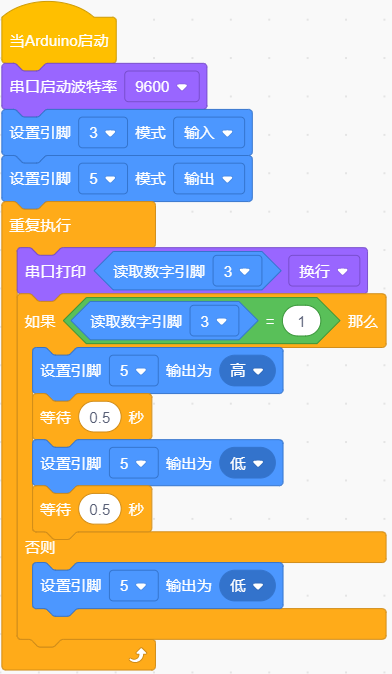 当Arduino启动
串口启动波特率 9600
设置引脚 3 模式 输入
设置引脚 5 模式 输出
重复执行
串口打印 读取数字引脚 3 换行
如果 读取数字引脚 3 = 1 那么
设置引脚 5 输出为 高
等待 0.5 秒
设置引脚 5 输出为 低
等待 0.5 秒
否则
设置引脚 5 输出为 低